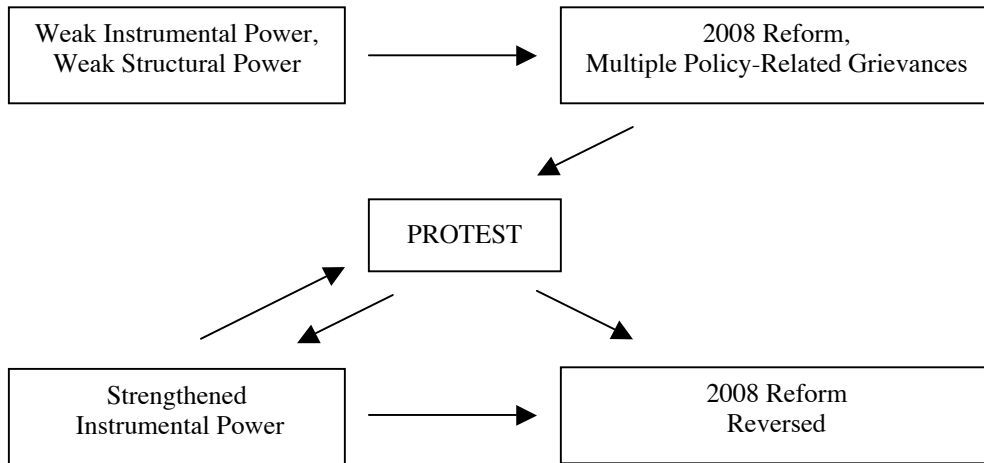 Weak Instrumental Power,
Weak Structural Power
2008 Reform,
Multiple Policy-Related Grievances
PROTEST
Strengthened
Instrumental Power
2008 Reform
Reversed